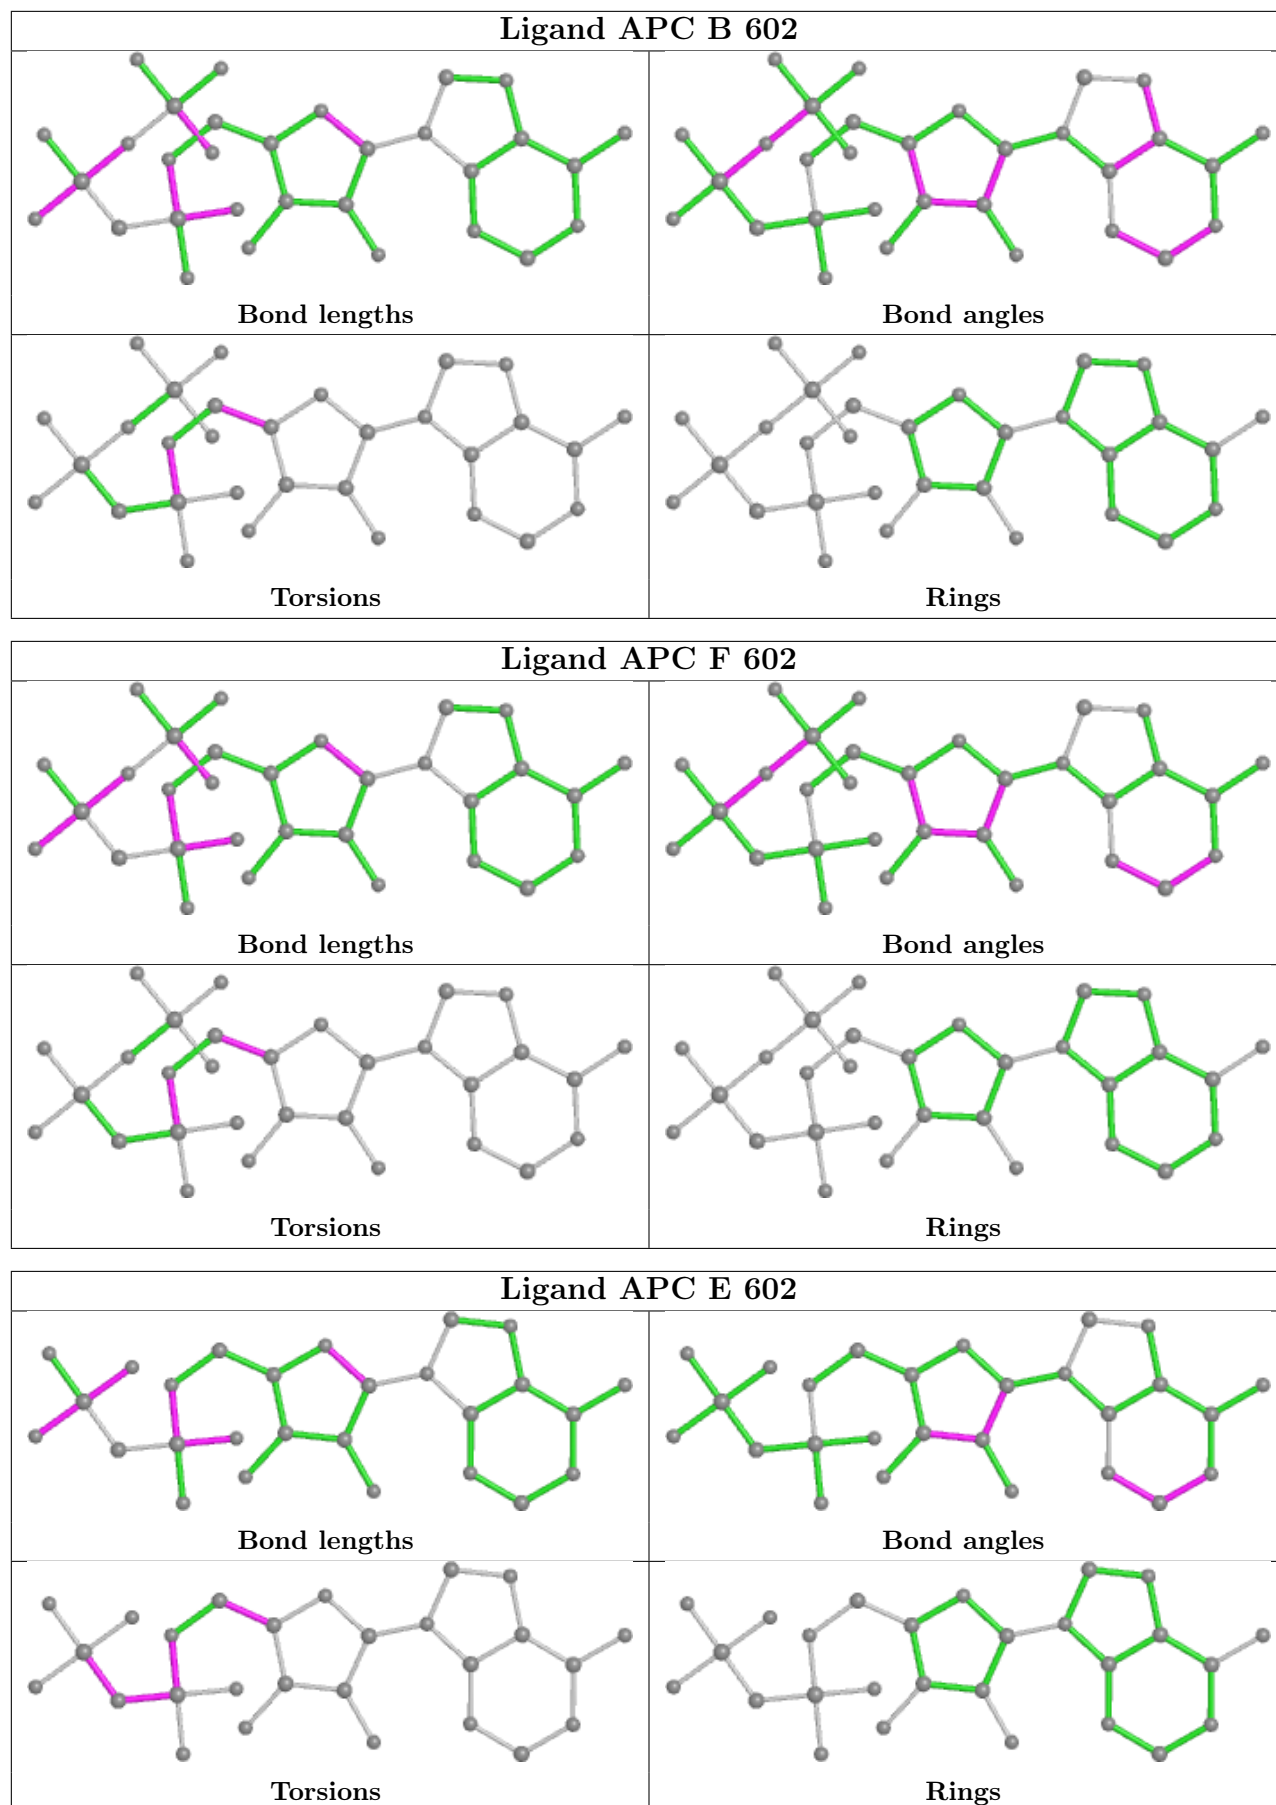 Ligand APC B 602
Bond lengths
Bond angles
Torsions
Rings
Ligand APC F 602
Bond lengths
Bond angles
Torsions
Rings
Ligand APC E 602
Bond lengths
Bond angles
Torsions
Rings